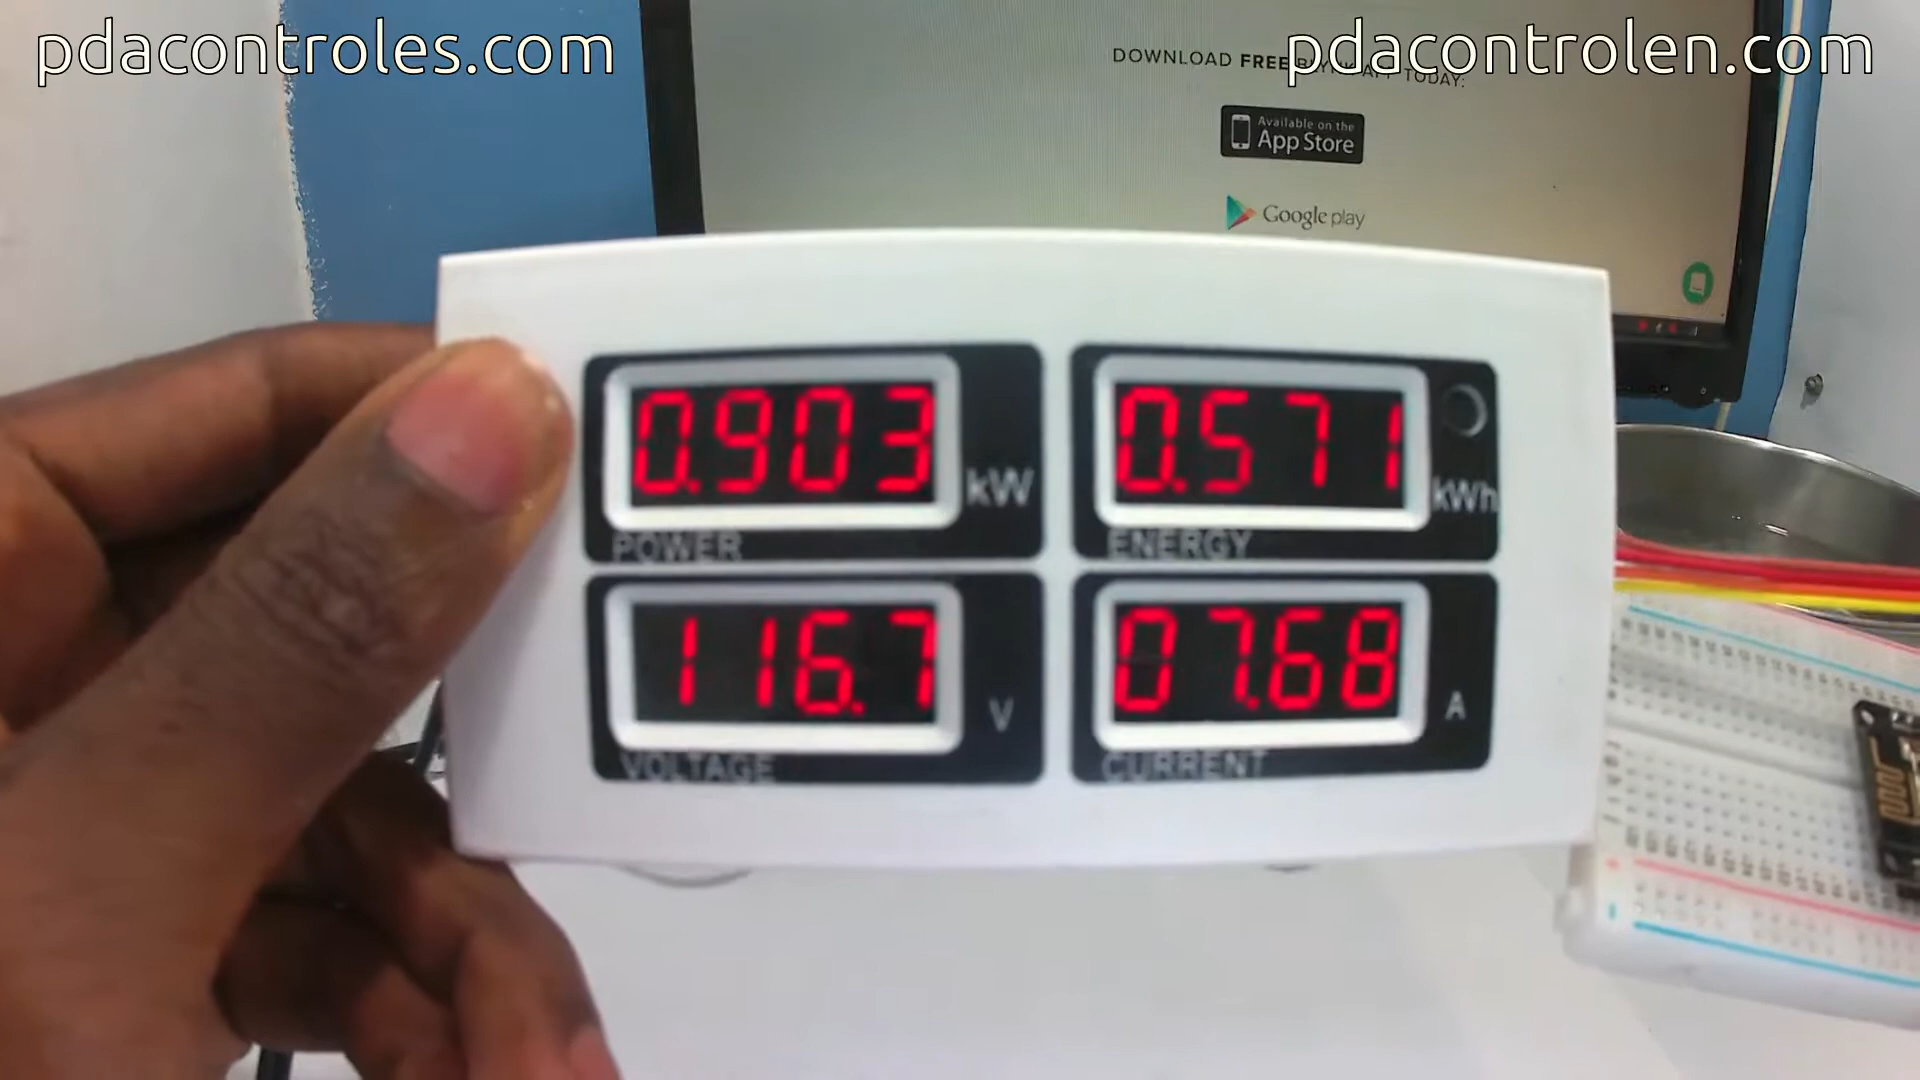 pdacontroles.com
pdacontrolen.com
DOWNLOAD FREE APP TODAY:
Available on the
App Store
Google play
0.903
kW
POWER
0.571
kWh
ENERGY
116.7
V
VOLTAGE
07.68
A
CURRENT